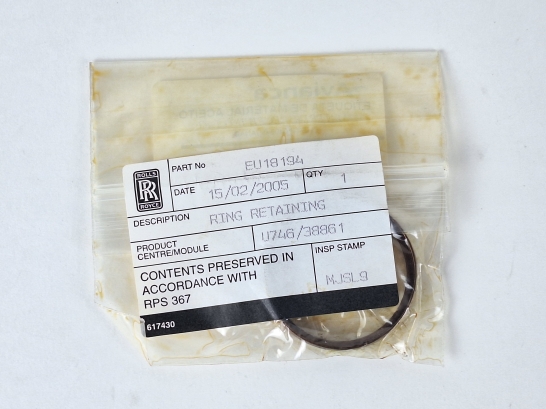 ROLLS
RR
ROYCE
PART No EU18194
DATE 15/02/2005 QTY 1
DESCRIPTION RING RETAINING
PRODUCT CENTRE/MODULE U746/38861
INSP STAMP MJSL9
CONTENTS PRESERVED IN
ACCORDANCE WITH
RPS 367
617430